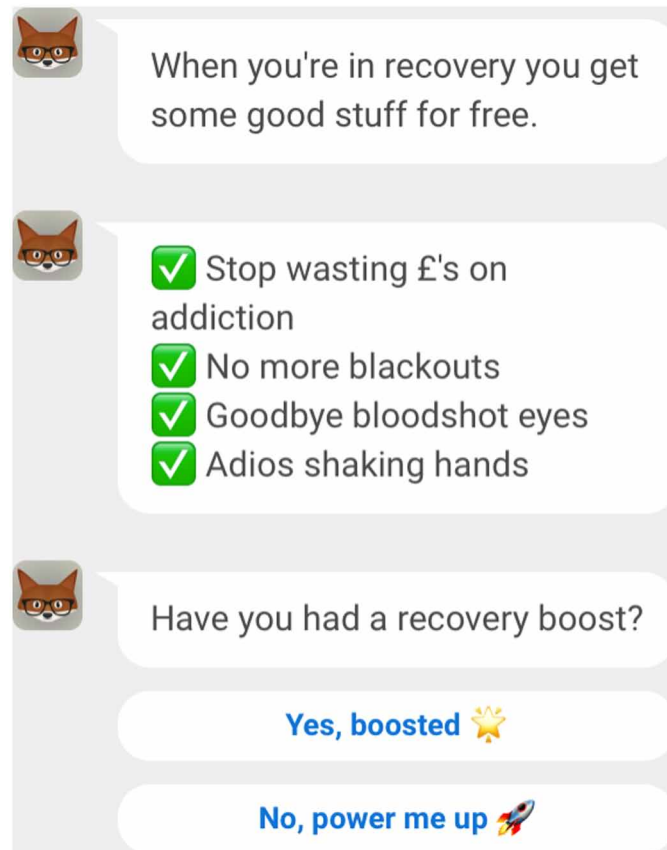 When you're in recovery you get
some good stuff for free.
✅ Stop wasting £'s on
addiction
✅ No more blackouts
✅ Goodbye bloodshot eyes
✅ Adios shaking hands
Have you had a recovery boost?
Yes, boosted 🌟
No, power me up 🚀